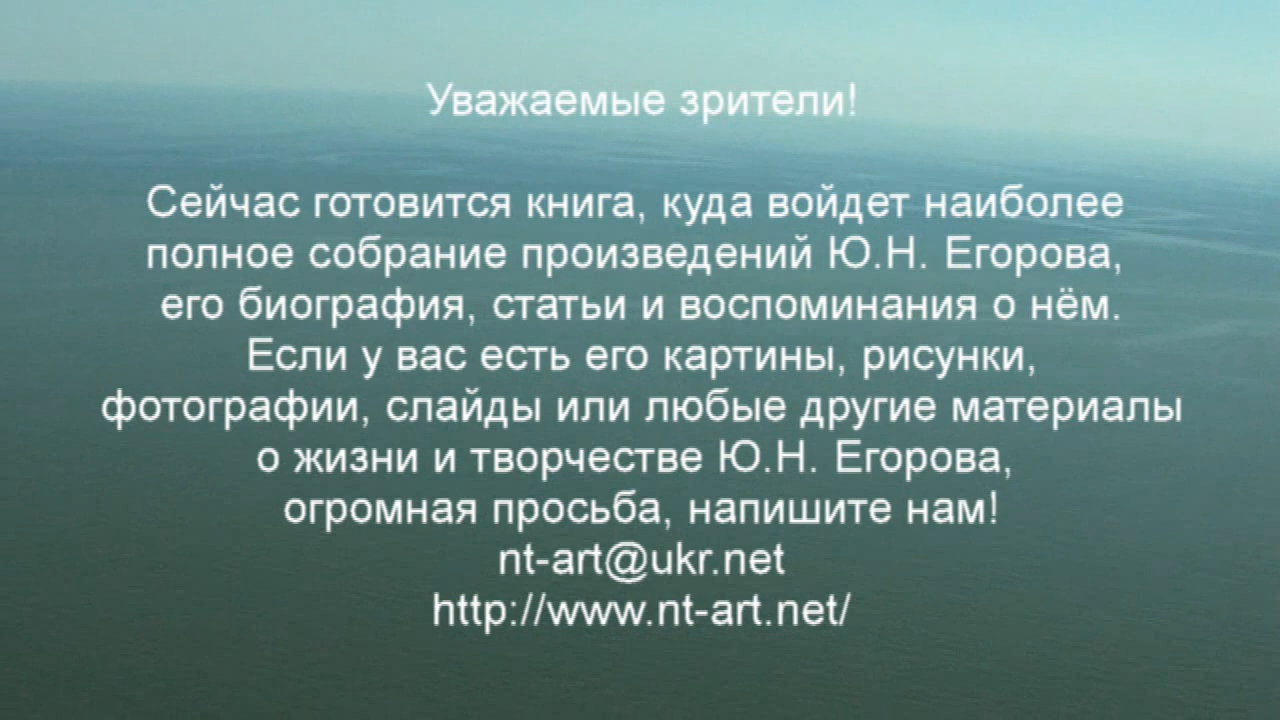 Уважаемые зрители!
Сейчас готовится книга, куда войдет наиболее
полное собрание произведений Ю.Н. Егорова,
его биография, статьи и воспоминания о нём.
Если у вас есть его картины, рисунки,
фотографии, слайды или любые другие материалы
о жизни и творчестве Ю.Н. Егорова,
огромная просьба, напишите нам!
nt-art@ukr.net
http://www.nt-art.net/